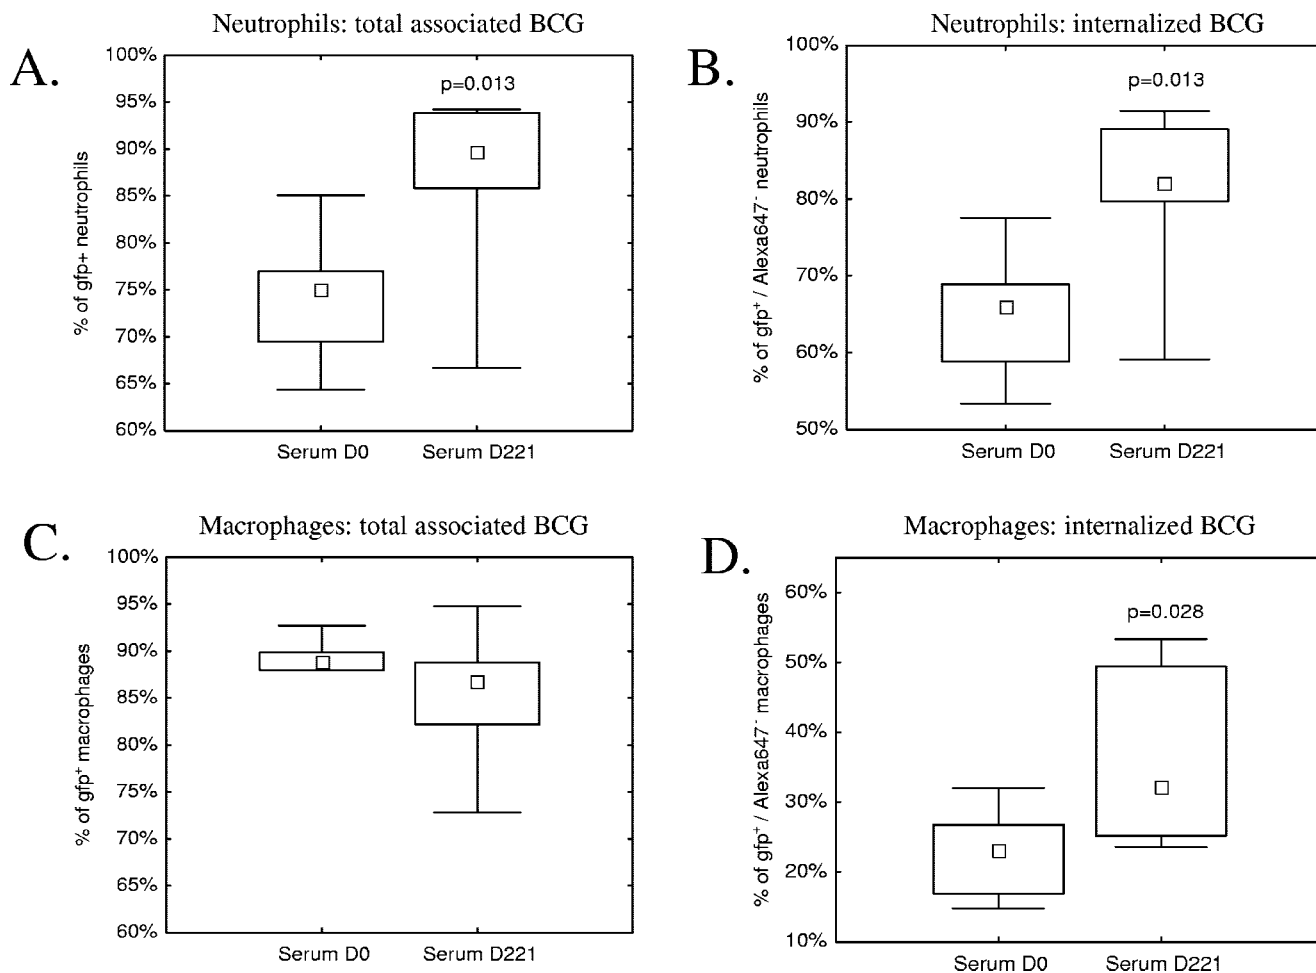 Neutrophils: total associated BCG
A.
100%
95%
90%
85%
80%
75%
70%
65%
60%
% of gfp+ neutrophils
p=0.013
Serum D0
Serum D221
Neutrophils: internalized BCG
B.
100%
90%
80%
70%
60%
50%
% of gfp⁺ / Alexa647⁻ neutrophils
p=0.013
Serum D0
Serum D221
Macrophages: total associated BCG
C.
100%
95%
90%
85%
80%
75%
70%
65%
60%
% of gfp⁺ macrophages
Serum D0
Serum D221
Macrophages: internalized BCG
D.
60%
50%
40%
30%
20%
10%
% of gfp⁺ / Alexa647⁻ macrophages
p=0.028
Serum D0
Serum D221